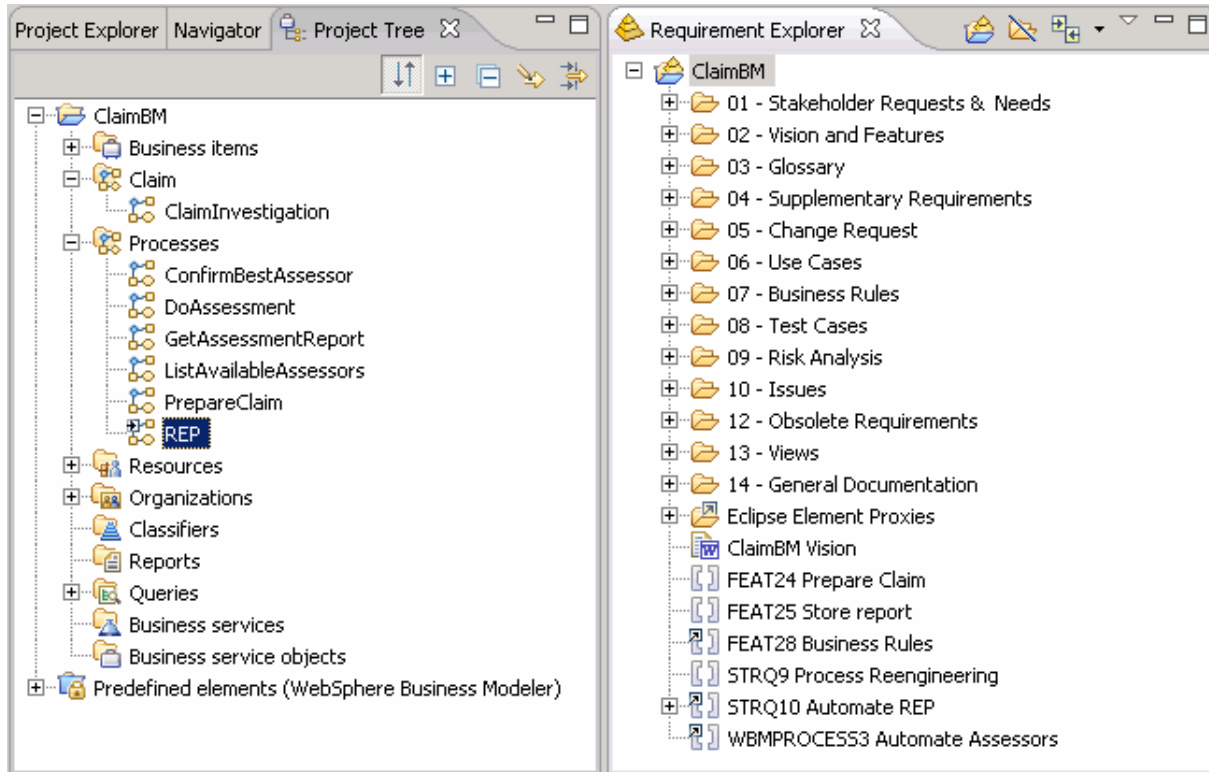 Project Explorer Navigator Project Tree
ClaimBM
Business items
Claim
ClaimInvestigation
Processes
ConfirmBestAssessor
DoAssessment
GetAssessmentReport
ListAvailableAssessors
PrepareClaim
REP
Resources
Organizations
Classifiers
Reports
Queries
Business services
Business service objects
Predefined elements (WebSphere Business Modeler)
Requirement Explorer
ClaimBM
01 - Stakeholder Requests & Needs
02 - Vision and Features
03 - Glossary
04 - Supplementary Requirements
05 - Change Request
06 - Use Cases
07 - Business Rules
08 - Test Cases
09 - Risk Analysis
10 - Issues
12 - Obsolete Requirements
13 - Views
14 - General Documentation
Eclipse Element Proxies
ClaimBM Vision
FEAT24 Prepare Claim
FEAT25 Store report
FEAT28 Business Rules
STRQ9 Process Reengineering
STRQ10 Automate REP
WBMPROCESS3 Automate Assessors